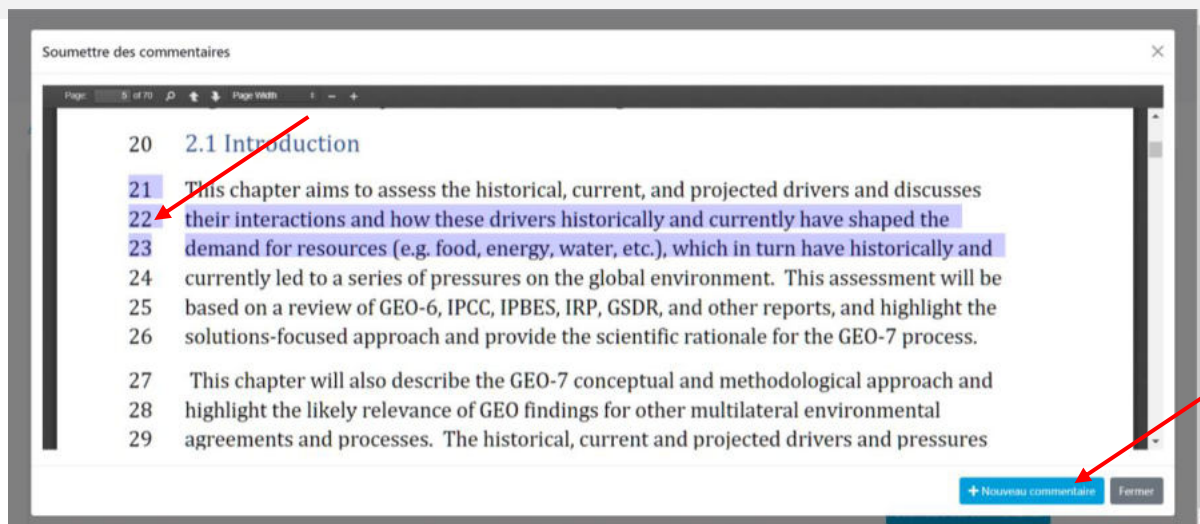 Soumettre des commentaires ×
Page: 5 of 70 Page Width - +
20 2.1 Introduction
21 This chapter aims to assess the historical, current, and projected drivers and discusses
22 their interactions and how these drivers historically and currently have shaped the
23 demand for resources (e.g. food, energy, water, etc.), which in turn have historically and
24 currently led to a series of pressures on the global environment. This assessment will be
25 based on a review of GEO-6, IPCC, IPBES, IRP, GSDR, and other reports, and highlight the
26 solutions-focused approach and provide the scientific rationale for the GEO-7 process.
27 This chapter will also describe the GEO-7 conceptual and methodological approach and
28 highlight the likely relevance of GEO findings for other multilateral environmental
29 agreements and processes. The historical, current and projected drivers and pressures
+ Nouveau commentaire Fermer